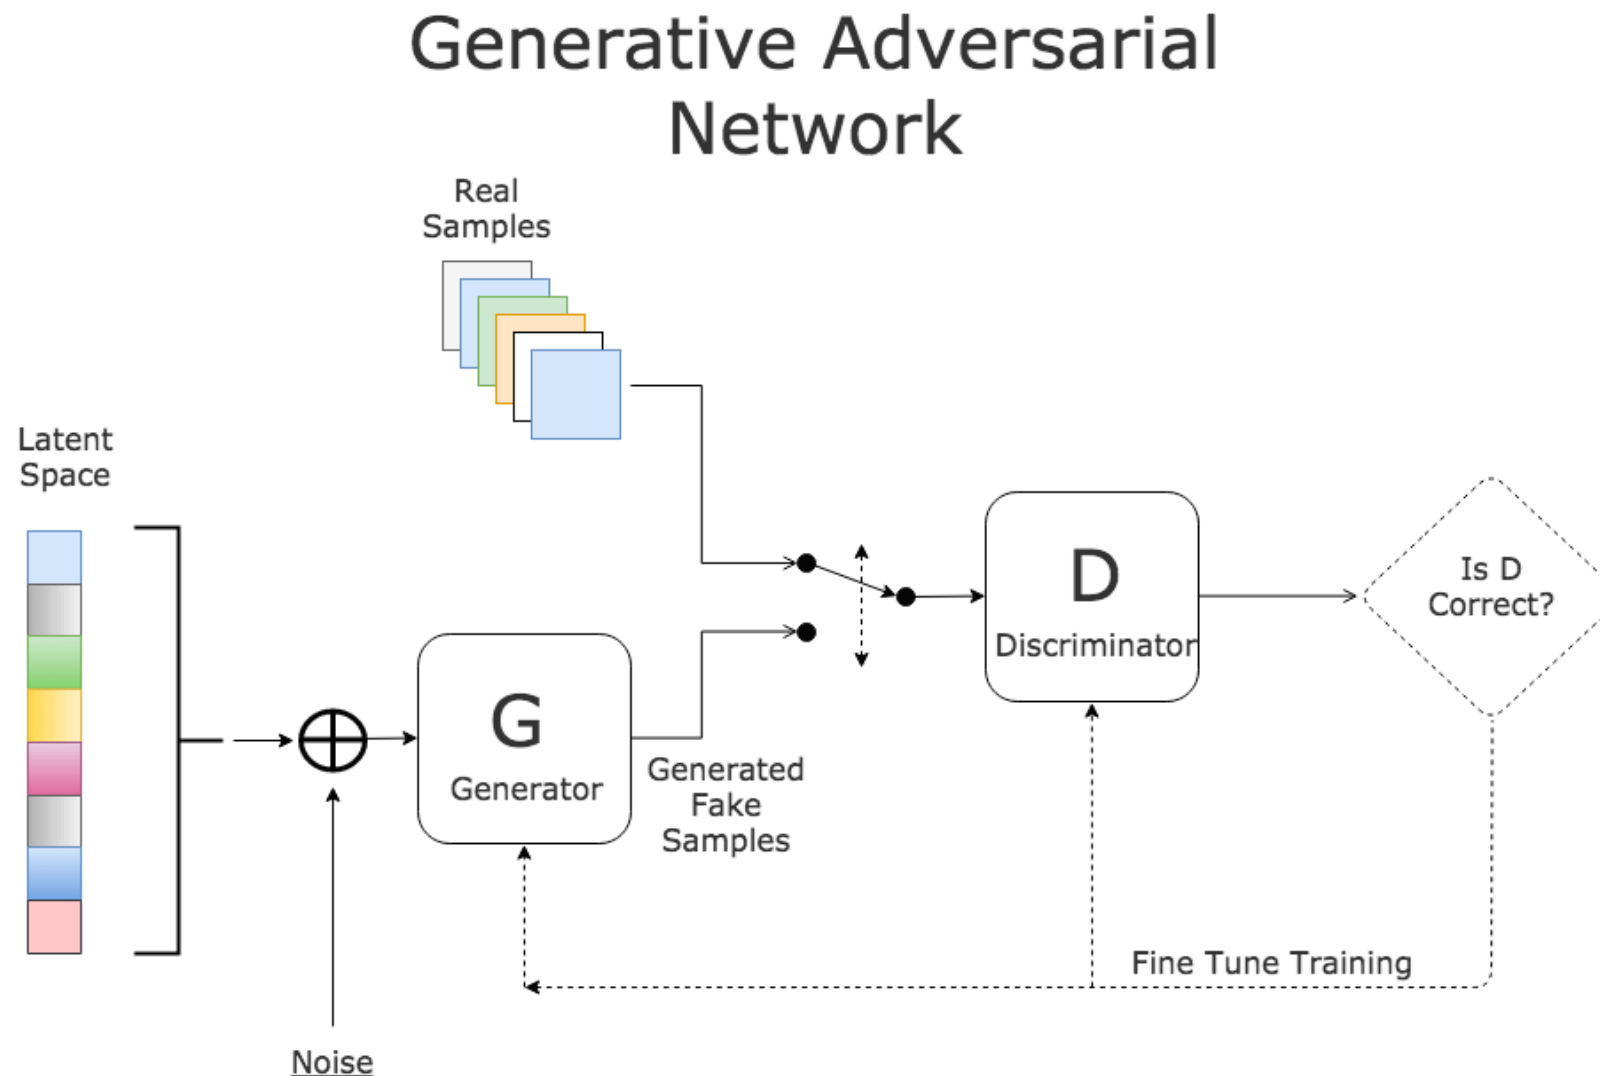 Generative Adversarial
Network
Real
Samples
Latent
Space
Is D
Correct?
D
Discriminator
G
Generator
Generated
Fake
Samples
Fine Tune Training
Noise